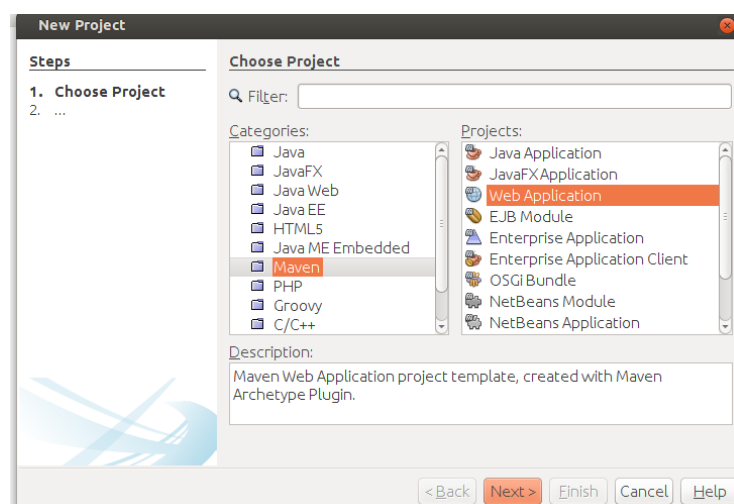 New Project
Steps
1. Choose Project
2. ...
Choose Project
Filter:
Categories:
Java
JavaFX
Java Web
Java EE
HTML5
Java ME Embedded
Maven
PHP
Groovy
C/C++
Projects:
Java Application
JavaFX Application
Web Application
EJB Module
Enterprise Application
Enterprise Application Client
OSGi Bundle
NetBeans Module
NetBeans Application
Description:
Maven Web Application project template, created with Maven
Archetype Plugin.
< Back
Next >
Finish
Cancel
Help